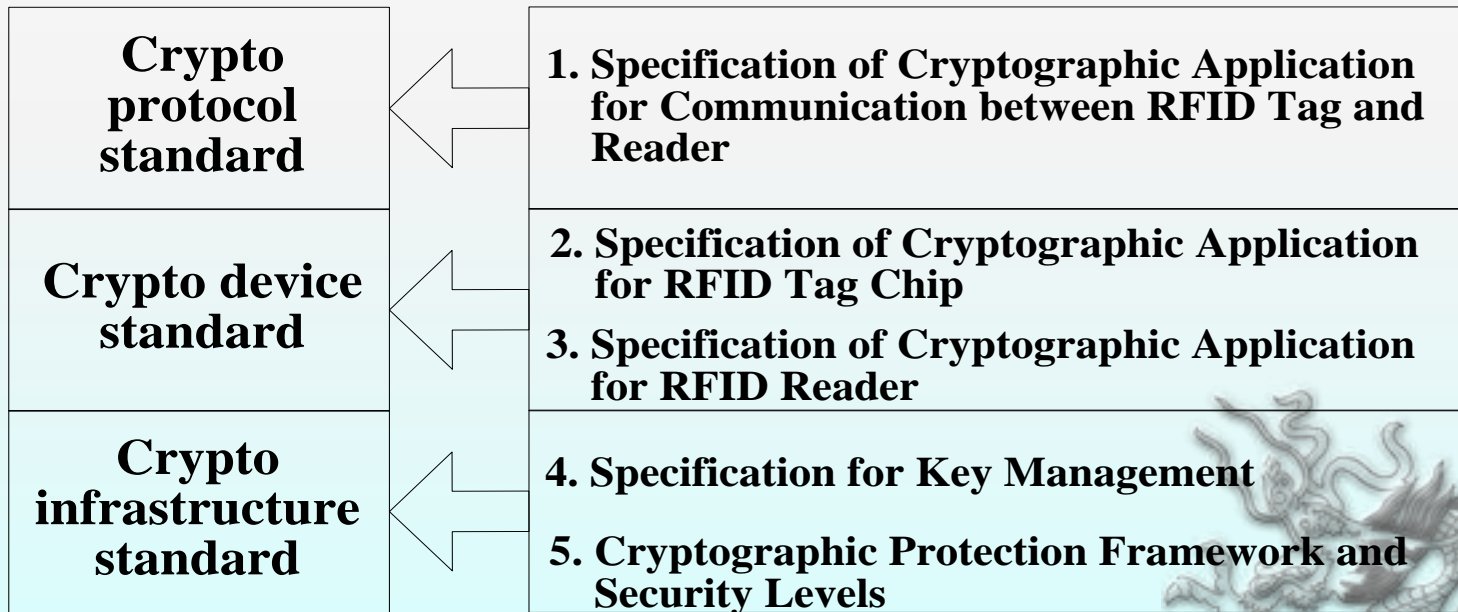 Crypto
protocol
standard
1. Specification of Cryptographic Application
for Communication between RFID Tag and
Reader
Crypto device
standard
2. Specification of Cryptographic Application
for RFID Tag Chip
3. Specification of Cryptographic Application
for RFID Reader
Crypto
infrastructure
standard
4. Specification for Key Management
5. Cryptographic Protection Framework and
Security Levels